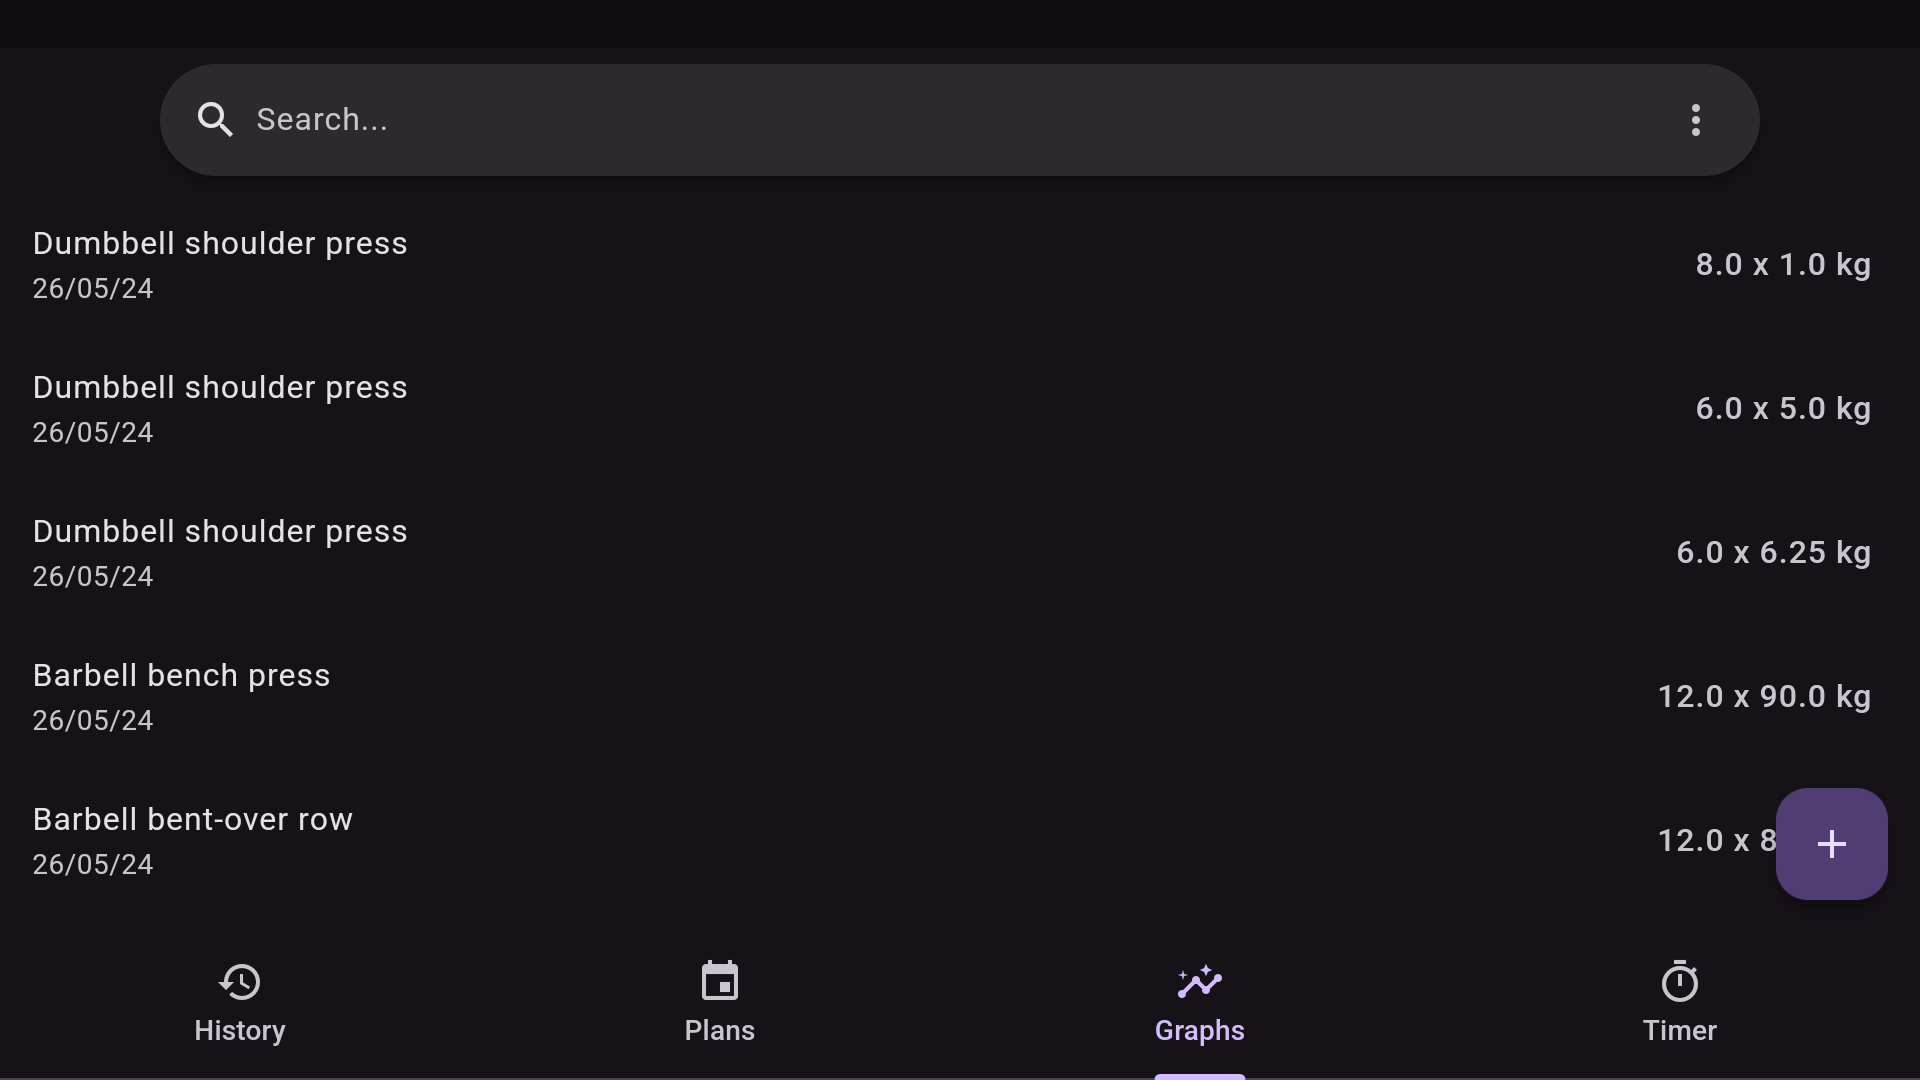 Search...
Dumbbell shoulder press
26/05/24
8.0 x 1.0 kg
Dumbbell shoulder press
26/05/24
6.0 x 5.0 kg
Dumbbell shoulder press
26/05/24
6.0 x 6.25 kg
Barbell bench press
26/05/24
12.0 x 90.0 kg
Barbell bent-over row
26/05/24
12.0 x 8
History
Plans
Graphs
Timer